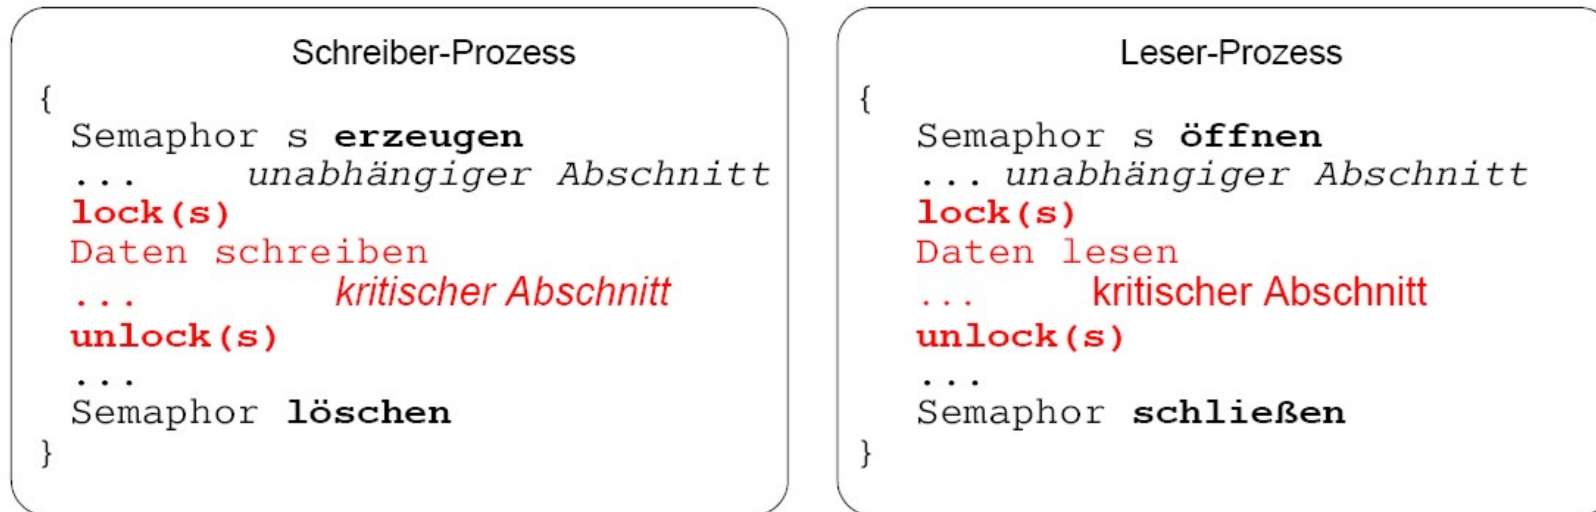 Schreiber-Prozess
{
Semaphor s erzeugen
... unabhängiger Abschnitt
lock(s)
Daten schreiben
... kritischer Abschnitt
unlock(s)
...
Semaphor löschen
}
Leser-Prozess
{
Semaphor s öffnen
... unabhängiger Abschnitt
lock(s)
Daten lesen
... kritischer Abschnitt
unlock(s)
...
Semaphor schließen
}